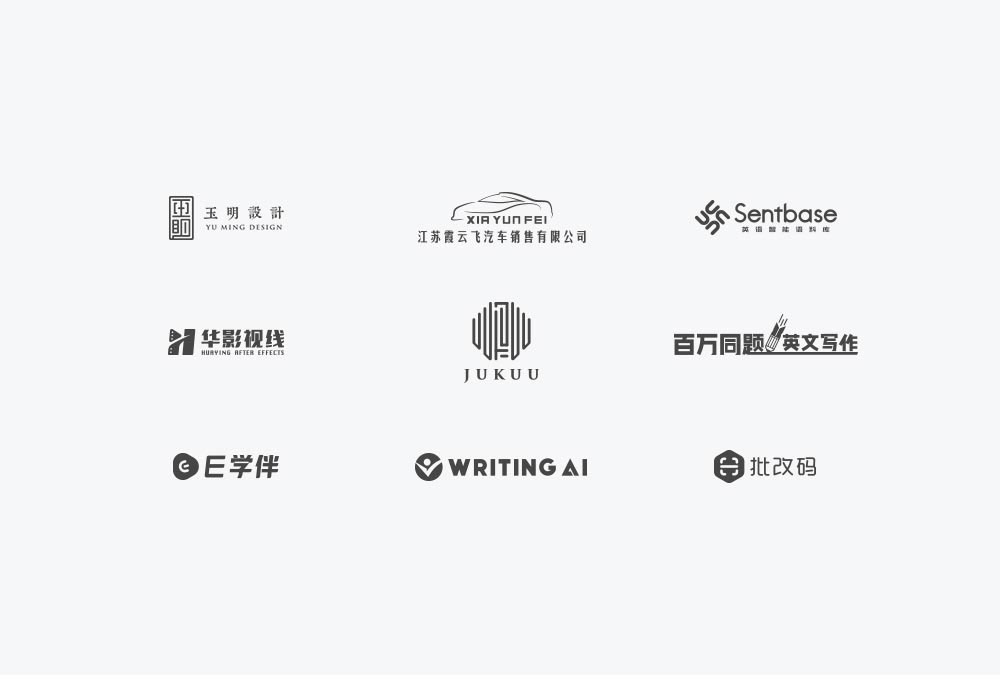 玉明設計
YU MING DESIGN
XIA YUN FEI
江苏霞云飞汽车销售有限公司
Sentbase
英语智能语料库
华影视线
HUAYING AFTER EFFECTS
JUKUU
百万同题英文写作
E学伴
WRITING AI
批改码